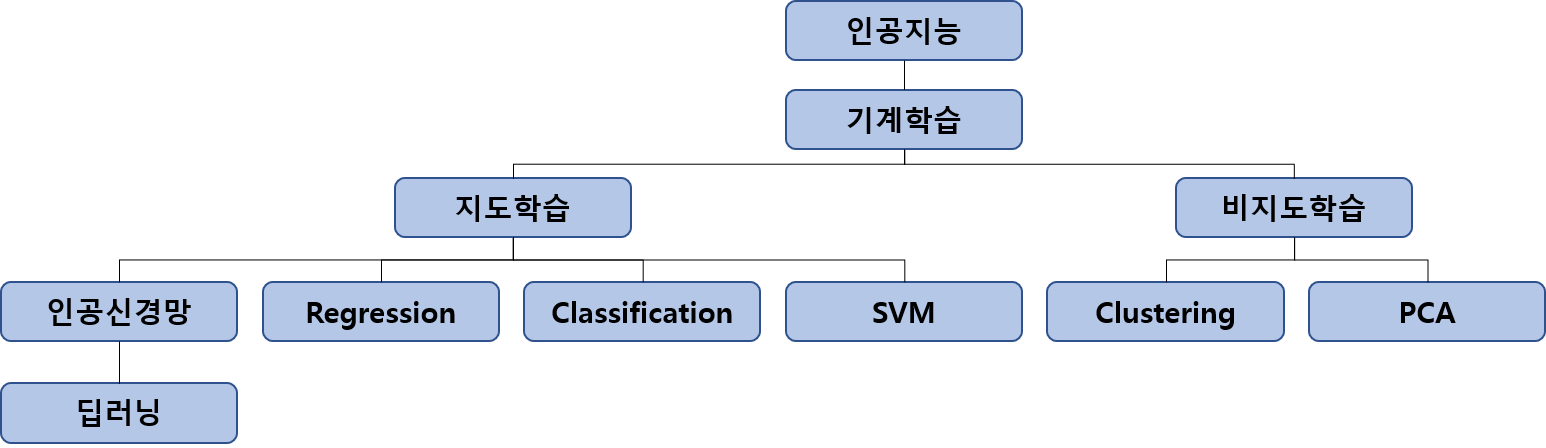 인공지능
기계학습
지도학습
비지도학습
인공신경망
Regression
Classification
SVM
Clustering
PCA
딥러닝